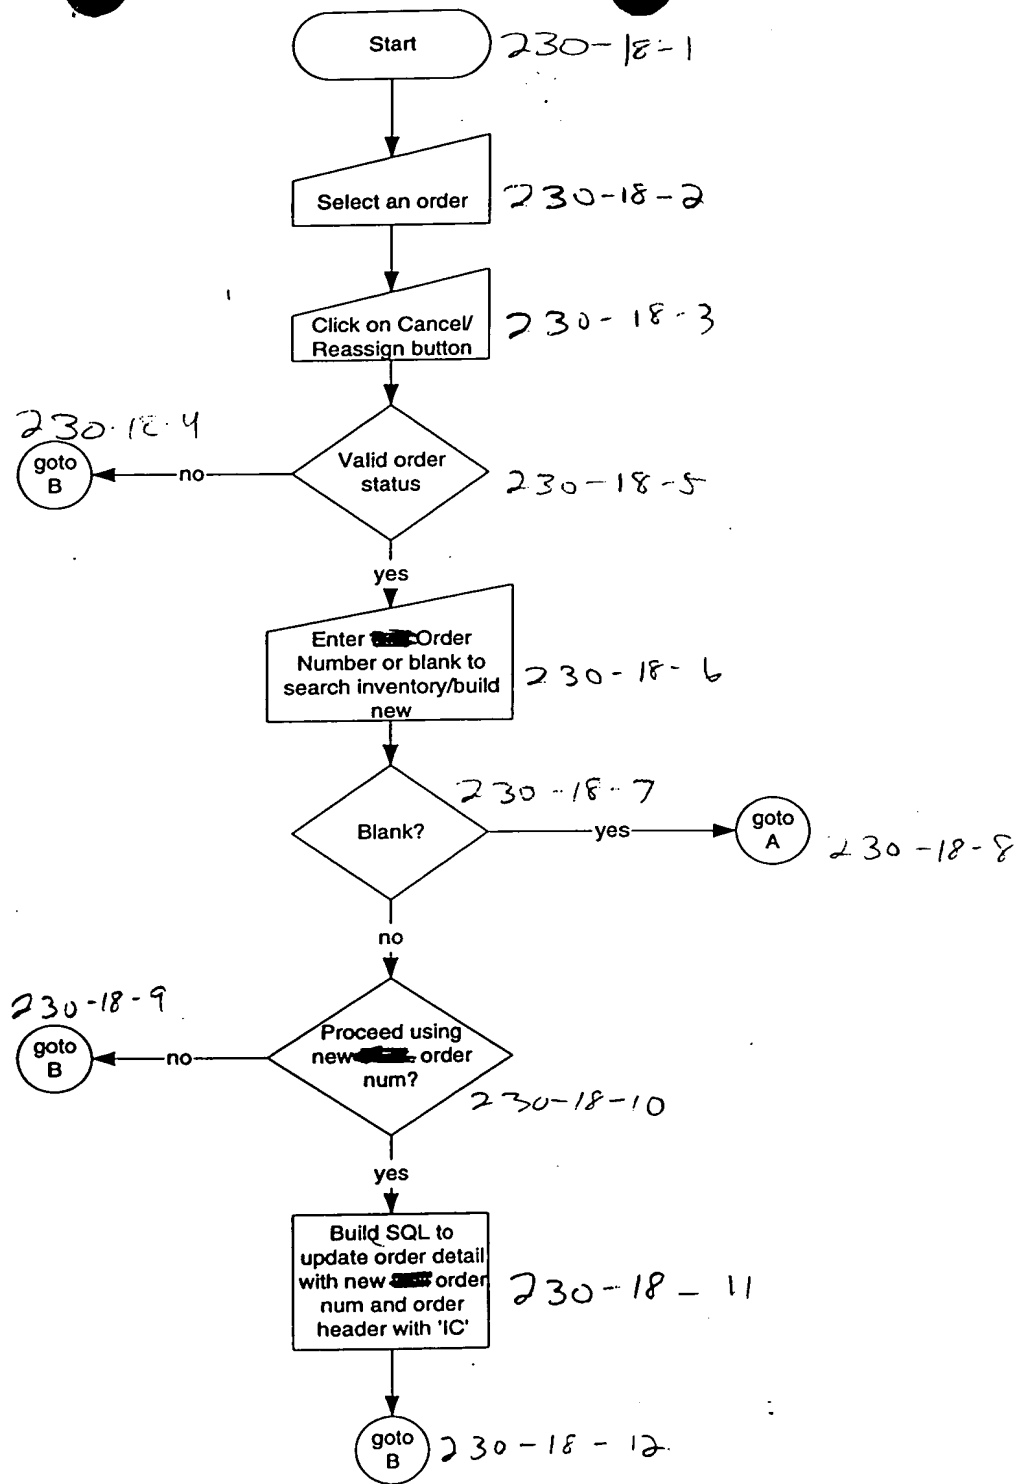 Start
230-18-1
Select an order
230-18-2
Click on Cancel/
Reassign button
230-18-3
230-18-4
goto
B
no
Valid order
status
230-18-5
yes
Enter Order
Number or blank to
search inventory/build
new
230-18-6
Blank?
230-18-7
yes
goto
A
230-18-8
no
230-18-9
goto
B
no
Proceed using
new order
num?
230-18-10
yes
Build SQL to
update order detail
with new order
num and order
header with 'IC'
230-18-11
goto
B
230-18-12